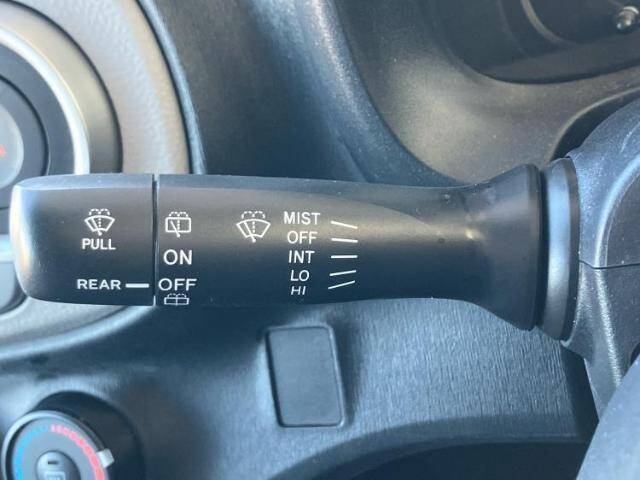 PULL
REAR
ON
OFF
MIST
OFF
INT
LO
HI